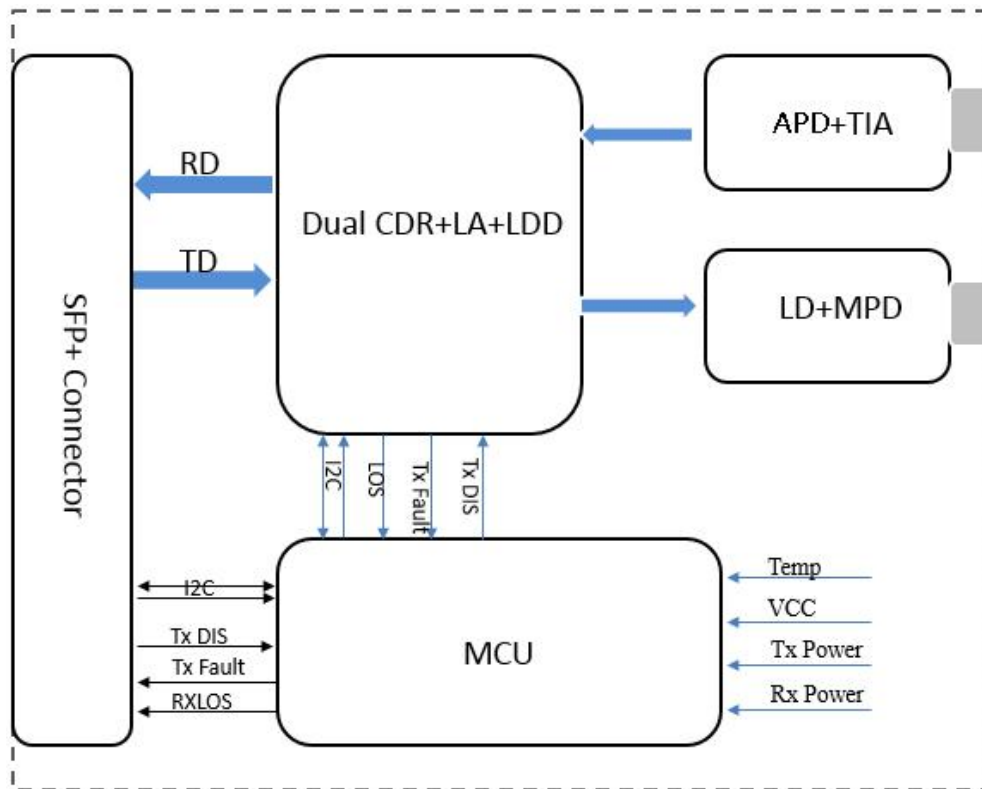 RD
TD
SFP+ Connector
Dual CDR+LA+LDD
APD+TIA
LD+MPD
I2C
LOS
Tx Fault
Tx DIS
I2C
Tx DIS
Tx Fault
RXLOS
MCU
Temp
VCC
Tx Power
Rx Power